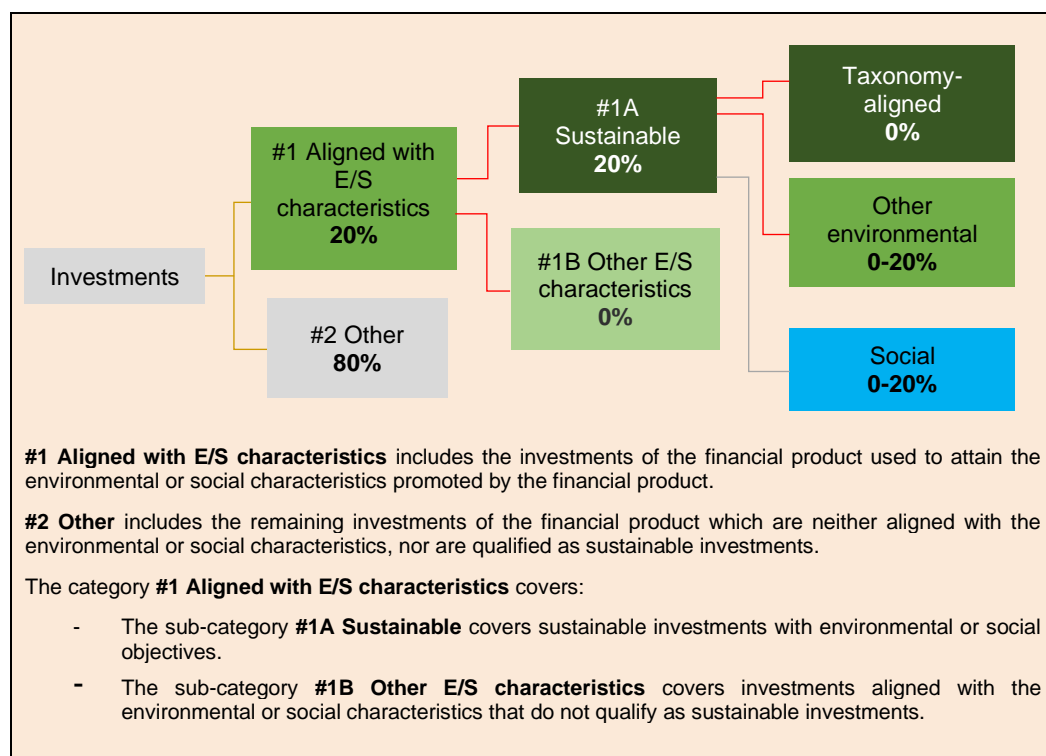 Investments
#1 Aligned with
E/S
characteristics
20%
#2 Other
80%
#1A
Sustainable
20%
#1B Other E/S
characteristics
0%
Taxonomy-
aligned
0%
Other
environmental
0-20%
Social
0-20%
#1 Aligned with E/S characteristics includes the investments of the financial product used to attain the
environmental or social characteristics promoted by the financial product.
#2 Other includes the remaining investments of the financial product which are neither aligned with the
environmental or social characteristics, nor are qualified as sustainable investments.
The category #1 Aligned with E/S characteristics covers:
- The sub-category #1A Sustainable covers sustainable investments with environmental or social
objectives.
- The sub-category #1B Other E/S characteristics covers investments aligned with the
environmental or social characteristics that do not qualify as sustainable investments.